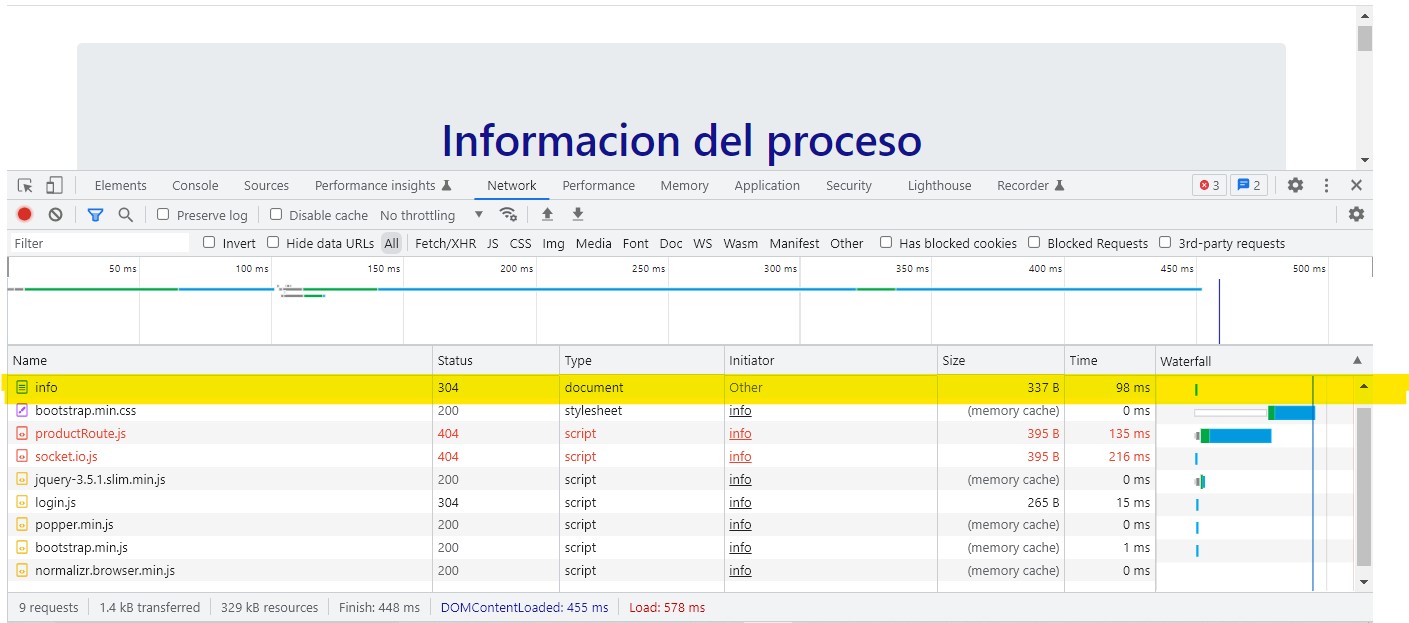 Informacion del proceso
Elements Console Sources Performance insights Network Performance Memory Application Security Lighthouse Recorder 3 2
Preserve log Disable cache No throttling
Filter Invert Hide data URLs All Fetch/XHR JS CSS Img Media Font Doc WS Wasm Manifest Other Has blocked cookies Blocked Requests 3rd-party requests
50 ms 100 ms 150 ms 200 ms 250 ms 300 ms 350 ms 400 ms 450 ms 500 ms
Name Status Type Initiator Size Time Waterfall
info 304 document Other 337 B 98 ms
bootstrap.min.css 200 stylesheet info (memory cache) 0 ms
productRoute.js 404 script info 395 B 135 ms
socket.io.js 404 script info 395 B 216 ms
jquery-3.5.1.slim.min.js 200 script info (memory cache) 0 ms
login.js 304 script info 265 B 15 ms
popper.min.js 200 script info (memory cache) 0 ms
bootstrap.min.js 200 script info (memory cache) 1 ms
normalizr.browser.min.js 200 script info (memory cache) 0 ms
9 requests 1.4 kB transferred 329 kB resources Finish: 448 ms DOMContentLoaded: 455 ms Load: 578 ms